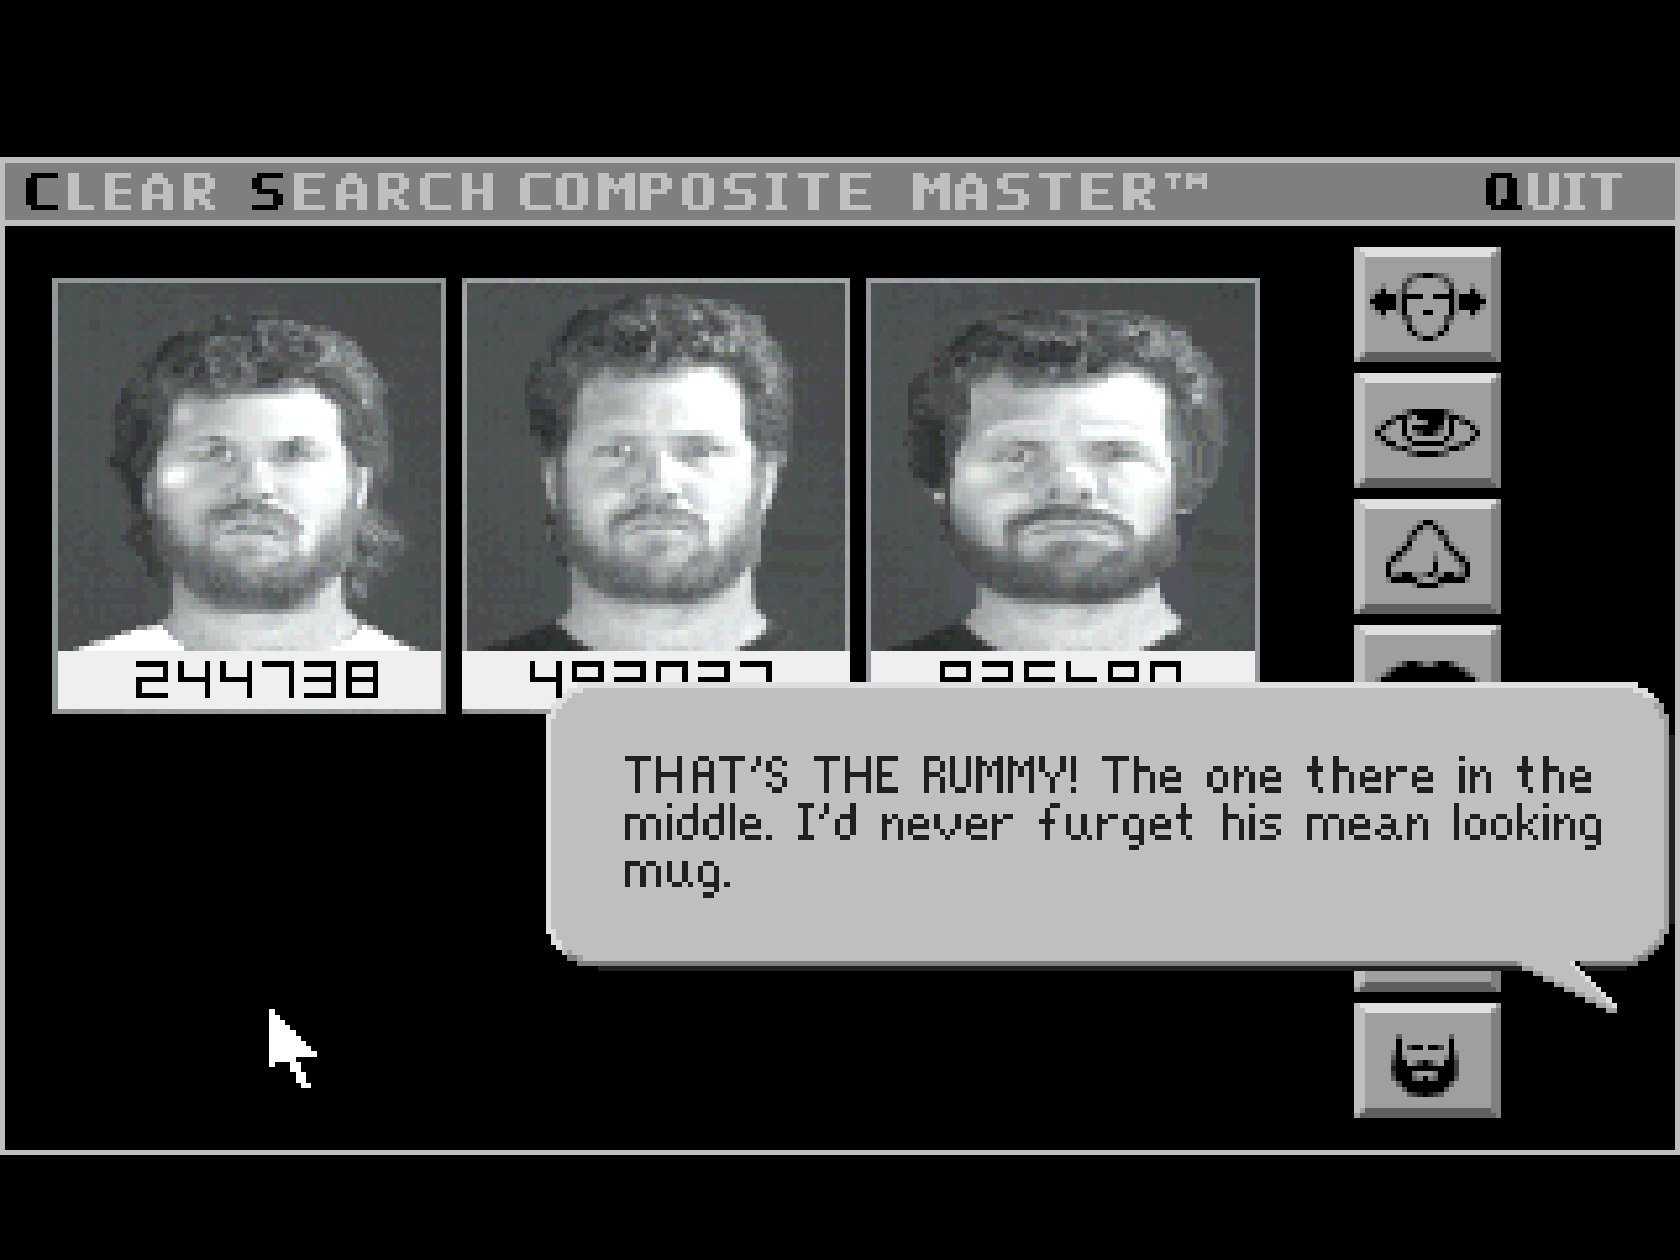 CLEAR SEARCH COMPOSITE MASTER™ QUIT
244738
THAT'S THE RUMMY! The one there in the
middle. I'd never furget his mean looking
mug.